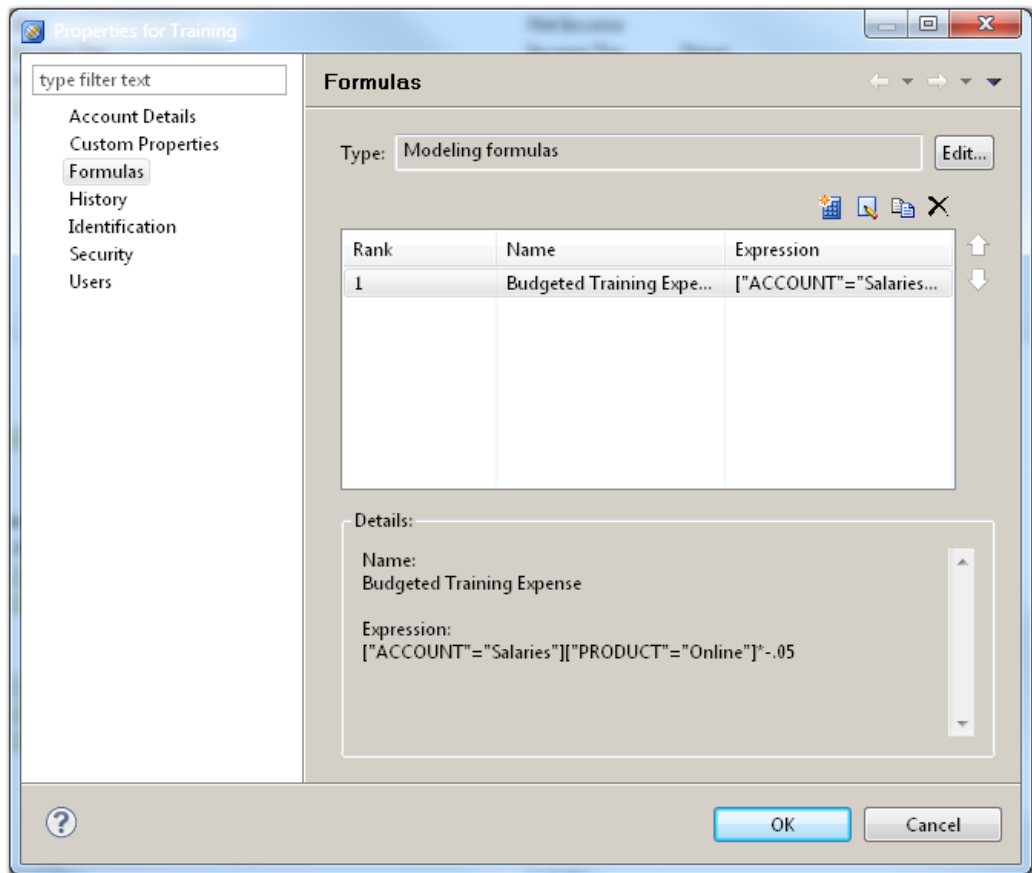 Properties for Training
type filter text
Account Details
Custom Properties
Formulas
History
Identification
Security
Users
Formulas
Type: Modeling formulas Edit...
Rank Name Expression
1 Budgeted Training Expe... ["ACCOUNT"="Salaries...
Details:
Name:
Budgeted Training Expense
Expression:
["ACCOUNT"="Salaries"]["PRODUCT"="Online"]*-.05
OK Cancel